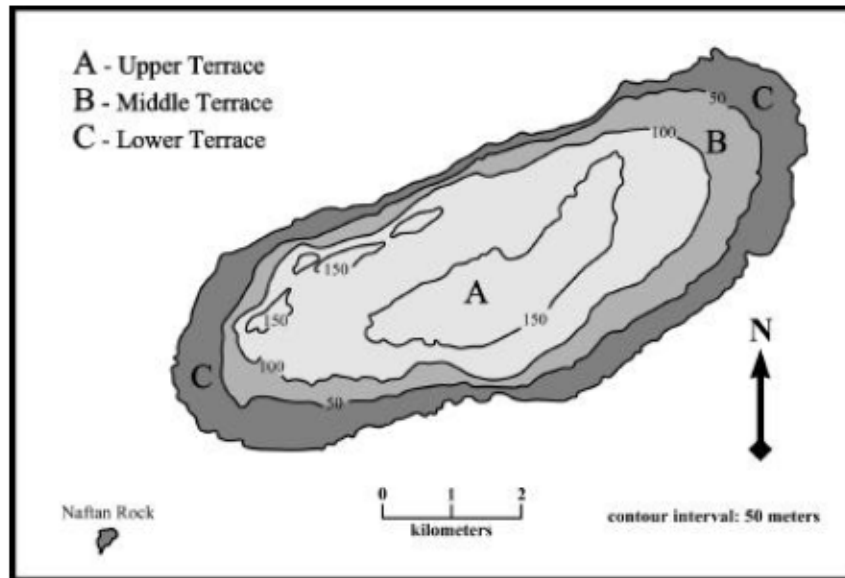 A - Upper Terrace
B - Middle Terrace
C - Lower Terrace
50
C
100
B
150
A
150
150
N
100
C
50
0 1 2
kilometers
contour interval: 50 meters
Naftan Rock